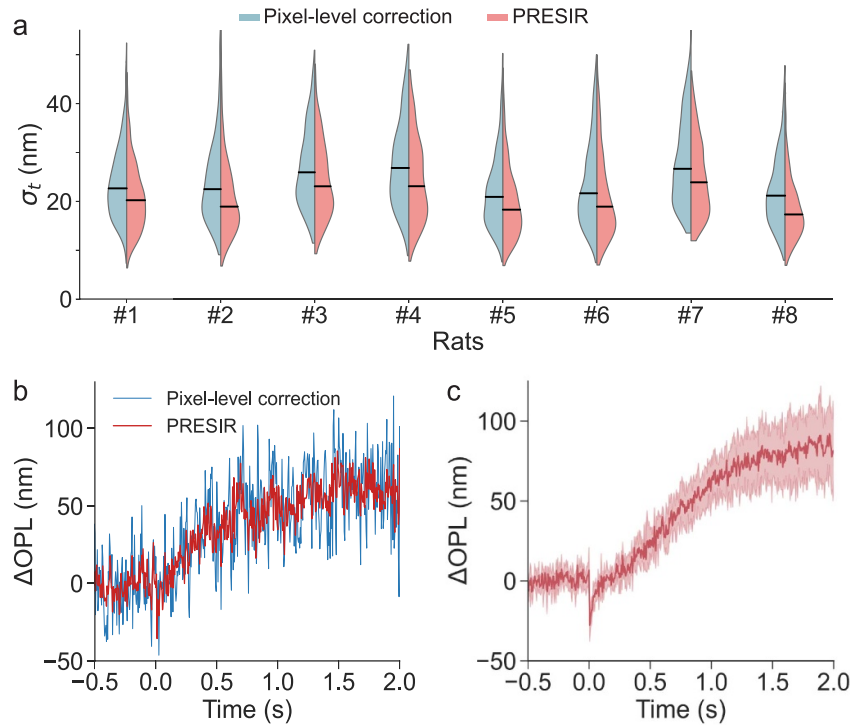 a
Pixel-level correction PRESIR
σt (nm)
40
20
0
#1 #2 #3 #4 #5 #6 #7 #8
Rats
b
Pixel-level correction
PRESIR
ΔOPL (nm)
100
50
0
−50
−0.5 0.0 0.5 1.0 1.5 2.0
Time (s)
c
ΔOPL (nm)
100
50
0
−50
−0.5 0.0 0.5 1.0 1.5 2.0
Time (s)